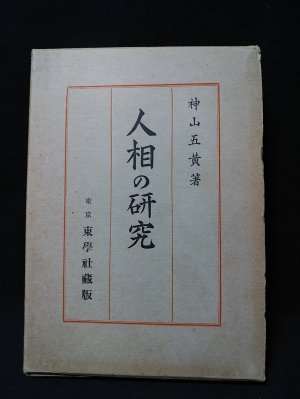 神山五黄著
人相の研究
東京 東學社藏版